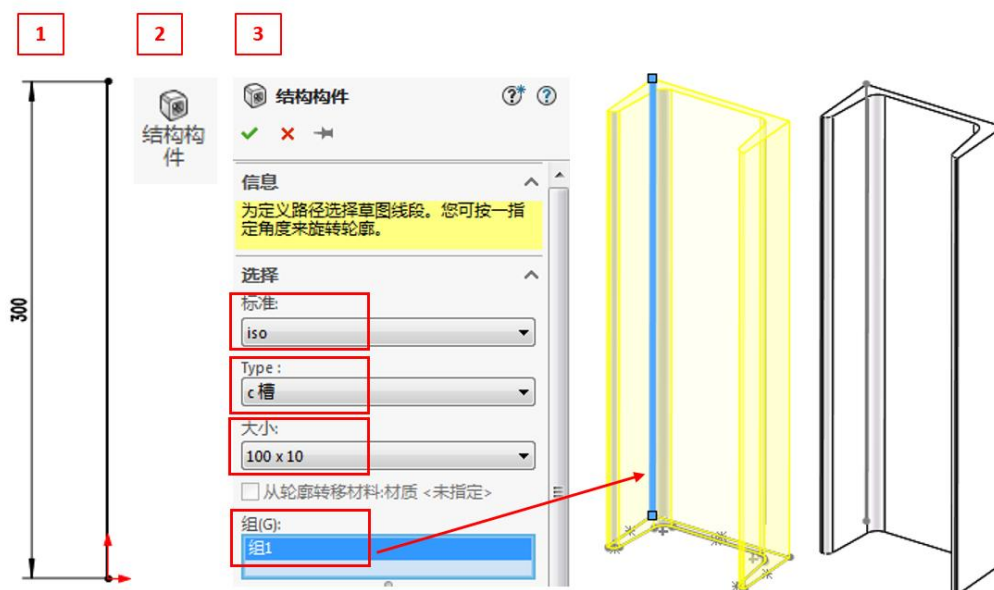 1
2
3
300
结构构
件
结构构件
信息
为定义路径选择草图线段。您可按一指
定角度来旋转轮廓。
选择
标准:
iso
Type :
c 槽
大小:
100 x 10
从轮廓转移材料:材质 <未指定>
组(G):
组1